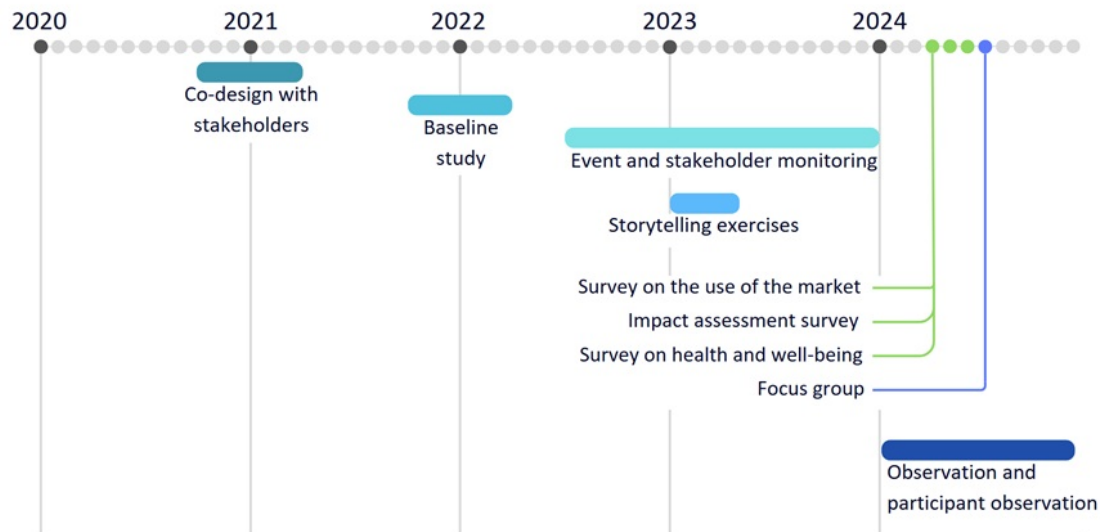 2020 2021 2022 2023 2024
Co-design with
stakeholders
Baseline
study
Event and stakeholder monitoring
Storytelling exercises
Survey on the use of the market
Impact assessment survey
Survey on health and well-being
Focus group
Observation and
participant observation